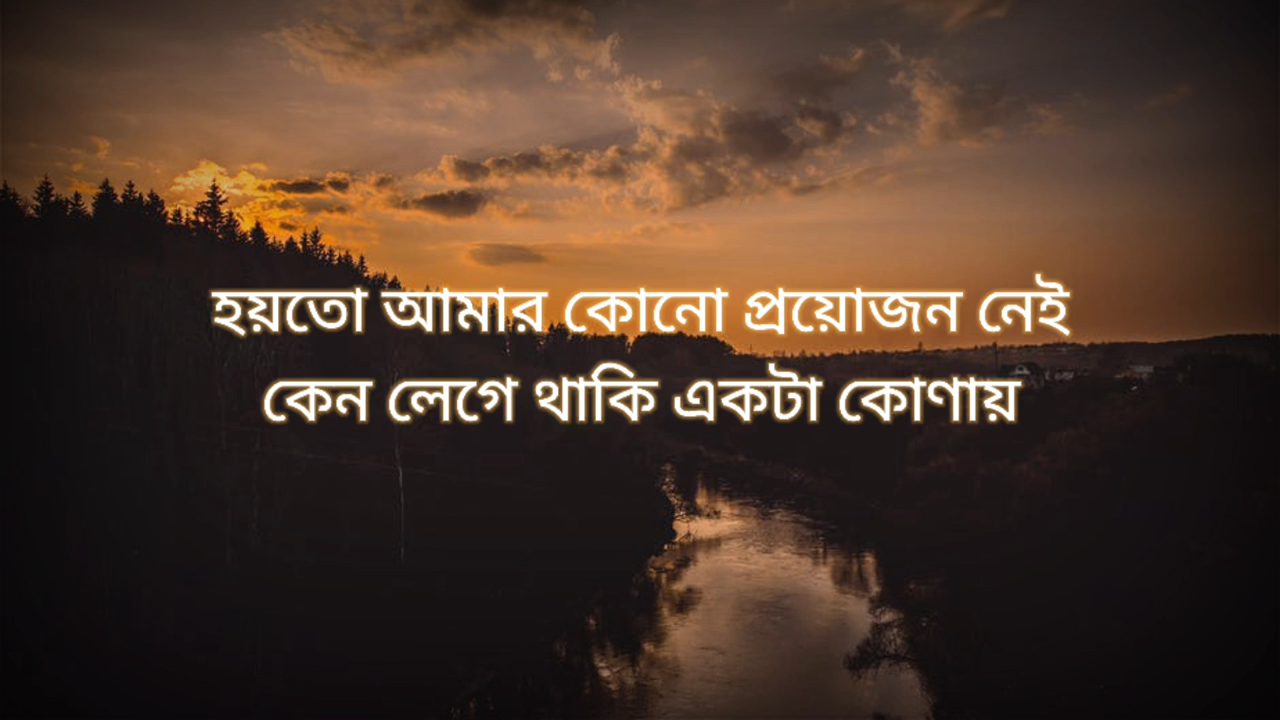 হয়তো আমার কোনো প্রয়োজন নেই
কেন লেগে থাকি একটা কোণায়